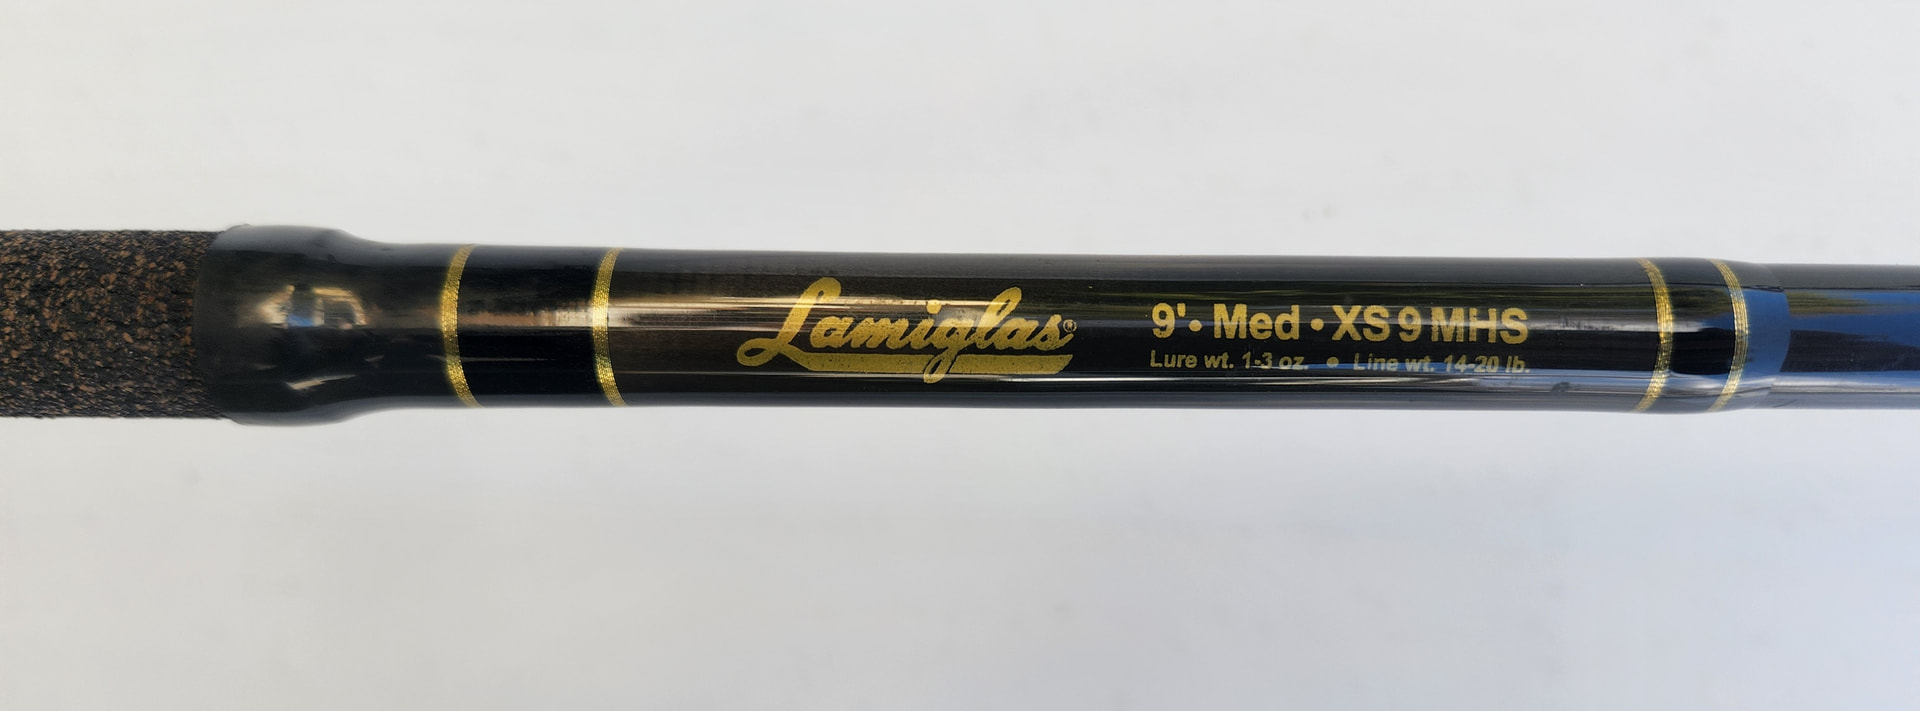 Lamiglas®
9'• Med • XS 9 MHS
Lure wt. 1-3 oz. • Line wt. 14-20 lb.